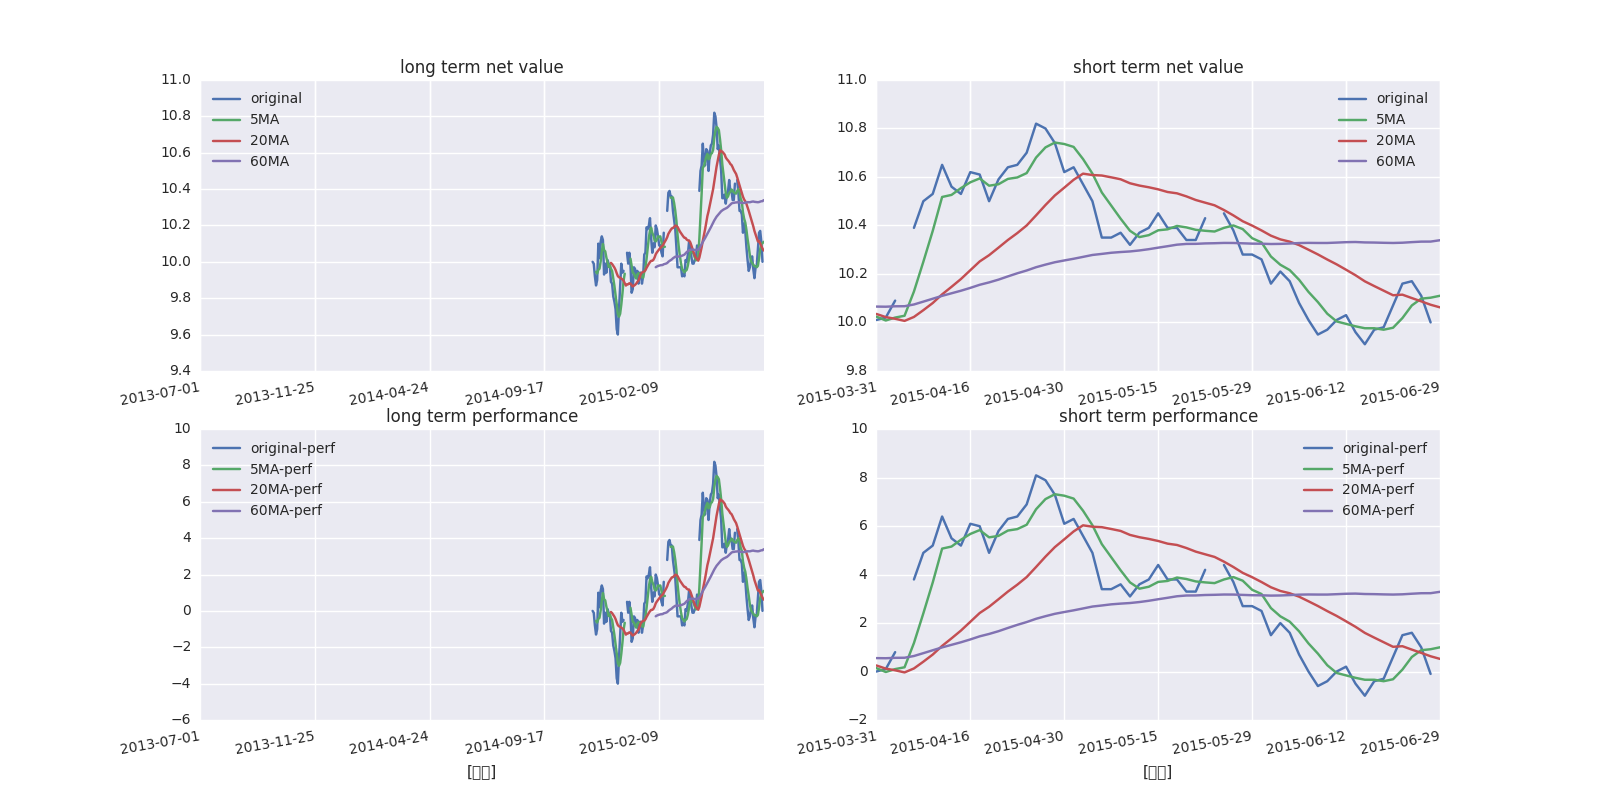 long term net value
11.0
10.8
10.6
10.4
10.2
10.0
9.8
9.6
9.4
original
5MA
20MA
60MA
2013-07-01 2013-11-25 2014-04-24 2014-09-17 2015-02-09
short term net value
11.0
10.8
10.6
10.4
10.2
10.0
9.8
original
5MA
20MA
60MA
2015-03-31 2015-04-16 2015-04-30 2015-05-15 2015-05-29 2015-06-12 2015-06-29
long term performance
10
8
6
4
2
0
−2
−4
−6
original-perf
5MA-perf
20MA-perf
60MA-perf
2013-07-01 2013-11-25 2014-04-24 2014-09-17 2015-02-09
[▯▯]
short term performance
10
8
6
4
2
0
−2
original-perf
5MA-perf
20MA-perf
60MA-perf
2015-03-31 2015-04-16 2015-04-30 2015-05-15 2015-05-29 2015-06-12 2015-06-29
[▯▯]